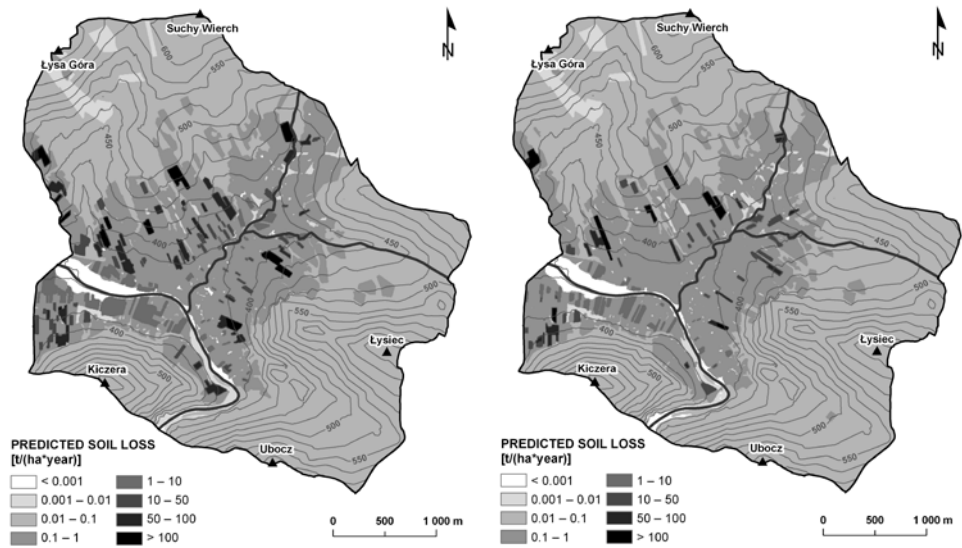 Suchy Wierch
N
Łysa Góra
600
550
500
450
450
400
500
400
550
400
Łysiec
Kiczera
500
500
Ubocz
550
PREDICTED SOIL LOSS
[t/(ha*year)]
< 0.001
0.001 – 0.01
0.01 – 0.1
0.1 – 1
1 – 10
10 – 50
50 – 100
> 100
0 500 1 000 m
Suchy Wierch
N
Łysa Góra
600
550
500
450
450
400
500
400
550
400
Łysiec
Kiczera
500
500
Ubocz
550
PREDICTED SOIL LOSS
[t/(ha*year)]
< 0.001
0.001 – 0.01
0.01 – 0.1
0.1 – 1
1 – 10
10 – 50
50 – 100
> 100
0 500 1 000 m